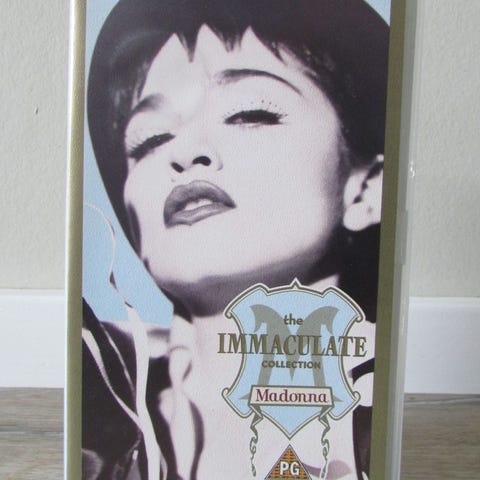 the
M
IMMACULATE
COLLECTION
Madonna
PG